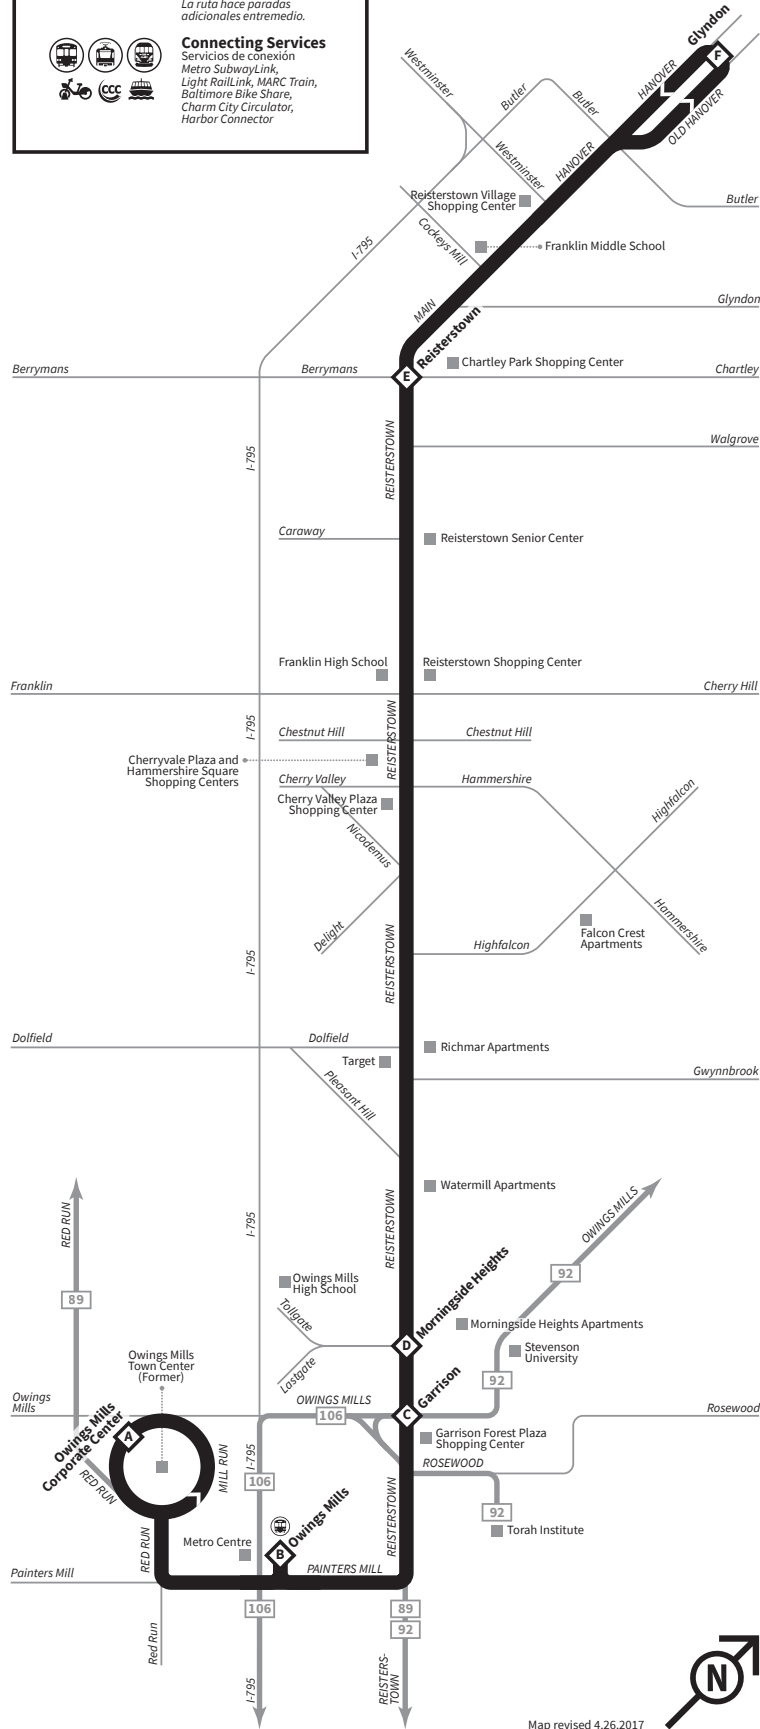 La ruta hace paradas
adicionales entremedio.
Connecting Services
Servicios de conexión
Metro SubwayLink,
Light RailLink, MARC Train,
Baltimore Bike Share,
Charm City Circulator,
Harbor Connector
CCC
Glyndon
F
HANOVER
OLD HANOVER
Westminster
Butler
Butler
Westminster
HANOVER
Reisterstown Village
Shopping Center
Butler
Cockeys Mill
Franklin Middle School
I-795
Glyndon
MAIN
Reisterstown
Chartley Park Shopping Center
Berrymans
Berrymans
E
Chartley
Walgrove
I-795
REISTERSTOWN
Caraway
Reisterstown Senior Center
Franklin High School
Reisterstown Shopping Center
Franklin
Cherry Hill
I-795
REISTERSTOWN
Chestnut Hill
Chestnut Hill
Cherryvale Plaza and
Hammershire Square
Shopping Centers
Cherry Valley
Hammershire
Cherry Valley Plaza
Shopping Center
Highfalcon
Nicodemus
Delight
Falcon Crest
Apartments
Hammershire
Highfalcon
I-795
REISTERSTOWN
Dolfield
Dolfield
Richmar Apartments
Target
Gwynnbrook
Pleasant Hill
Watermill Apartments
RED RUN
I-795
REISTERSTOWN
OWINGS MILLS
92
Owings Mills
High School
89
Tollgate
Morningside Heights
D
Morningside Heights Apartments
Stevenson
University
Owings Mills
Town Center
(Former)
Lastgate
92
Garrison
Owings
Mills
OWINGS MILLS
106
C
Rosewood
Owings Mills
Corporate Center
A
Garrison Forest Plaza
Shopping Center
ROSEWOOD
RED RUN
MILL RUN
I-795
106
REISTERSTOWN
92
Torah Institute
Owings Mills
RED RUN
Metro Centre
B
Painters Mill
PAINTERS MILL
106
89
92
Red Run
I-795
REISTERS-
TOWN
N
Map revised 4.26.2017